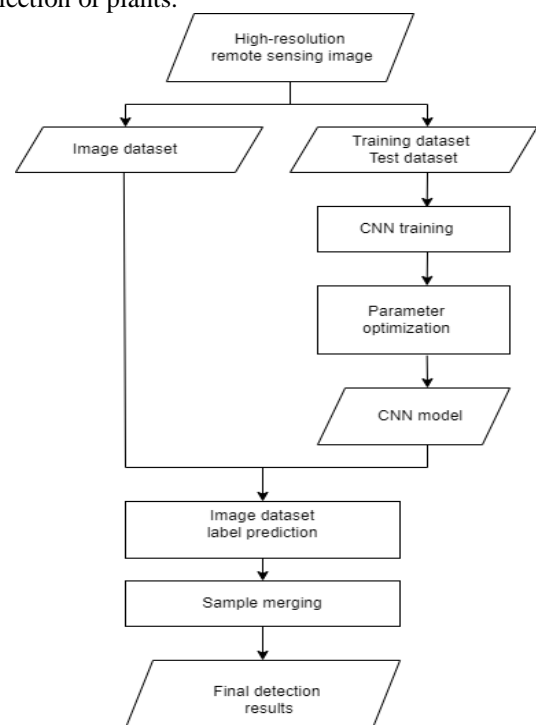 plants.
High-resolution
remote sensing image
Image dataset
Training dataset
Test dataset
CNN training
Parameter
optimization
CNN model
Image dataset
label prediction
Sample merging
Final detection
results